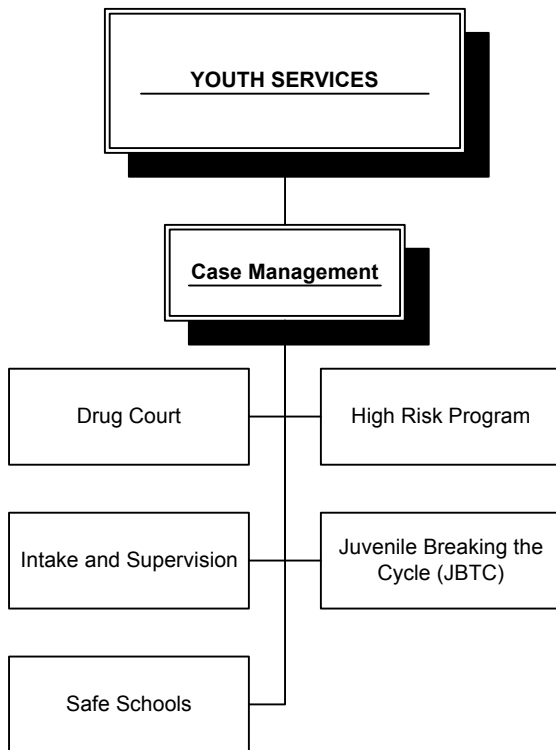 YOUTH SERVICES
Case Management
Drug Court
High Risk Program
Intake and Supervision
Juvenile Breaking the
Cycle (JBTC)
Safe Schools